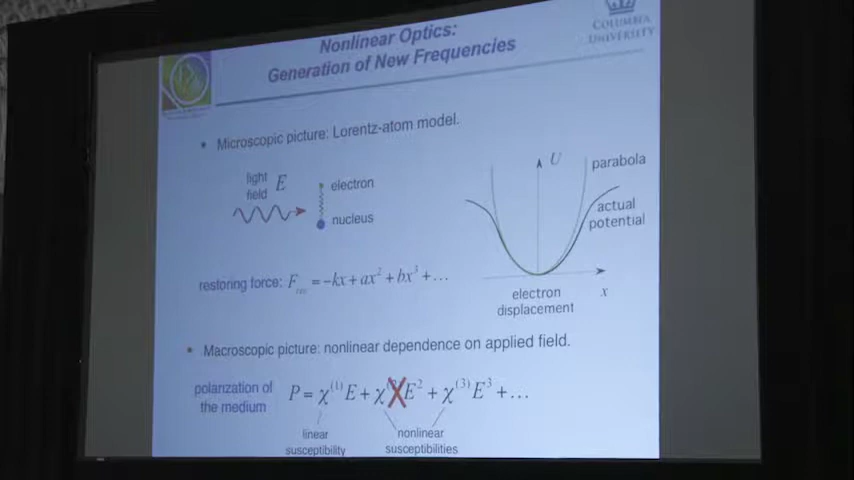 Nonlinear Optics:
Generation of New Frequencies
COLUMBIA
UNIVERSITY
• Microscopic picture: Lorentz-atom model.
light
field E
electron
nucleus
U
parabola
actual
potential
restoring force: F = −kx + ax² + bx³ + …
electron
displacement
x
• Macroscopic picture: nonlinear dependence on applied field.
polarization of
the medium
P = χ⁽¹⁾E + χ E² + χ⁽³⁾E³ + …
linear
susceptibility
nonlinear
susceptibilities